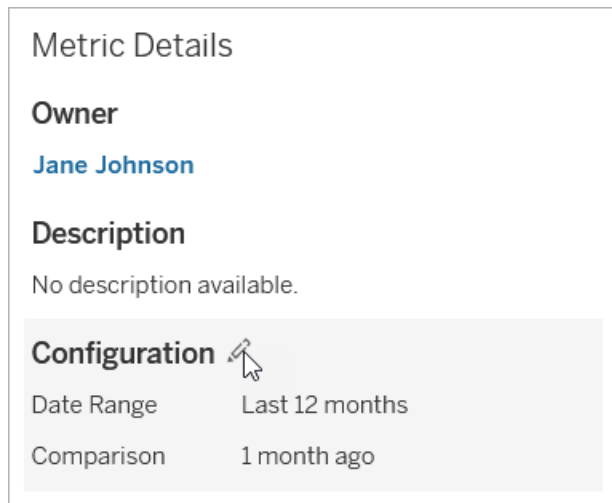 Metric Details
Owner
Jane Johnson
Description
No description available.
Configuration
Date Range Last 12 months
Comparison 1 month ago